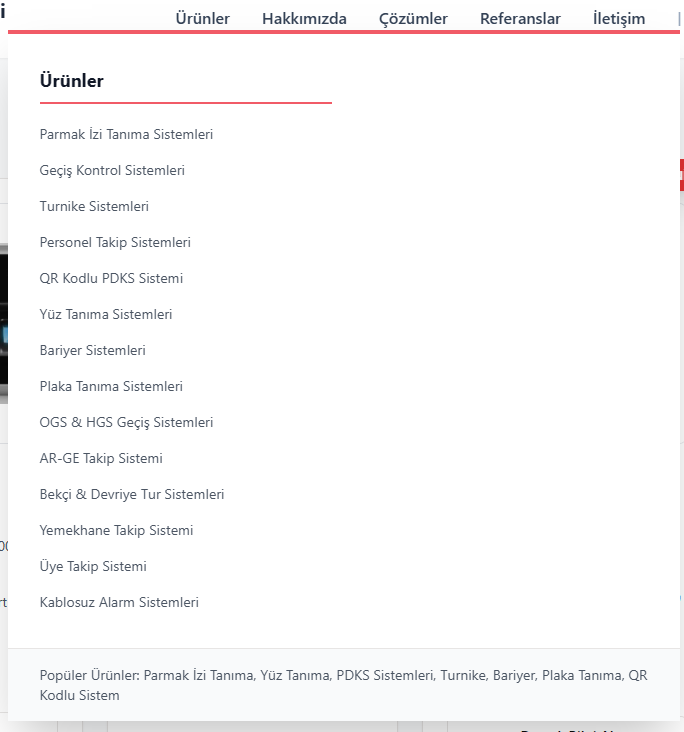 Ürünler Hakkımızda Çözümler Referanslar İletişim
Ürünler
Parmak İzi Tanıma Sistemleri
Geçiş Kontrol Sistemleri
Turnike Sistemleri
Personel Takip Sistemleri
QR Kodlu PDKS Sistemi
Yüz Tanıma Sistemleri
Bariyer Sistemleri
Plaka Tanıma Sistemleri
OGS & HGS Geçiş Sistemleri
AR-GE Takip Sistemi
Bekçi & Devriye Tur Sistemleri
Yemekhane Takip Sistemi
Üye Takip Sistemi
Kablosuz Alarm Sistemleri
Popüler Ürünler: Parmak İzi Tanıma, Yüz Tanıma, PDKS Sistemleri, Turnike, Bariyer, Plaka Tanıma, QR
Kodlu Sistem